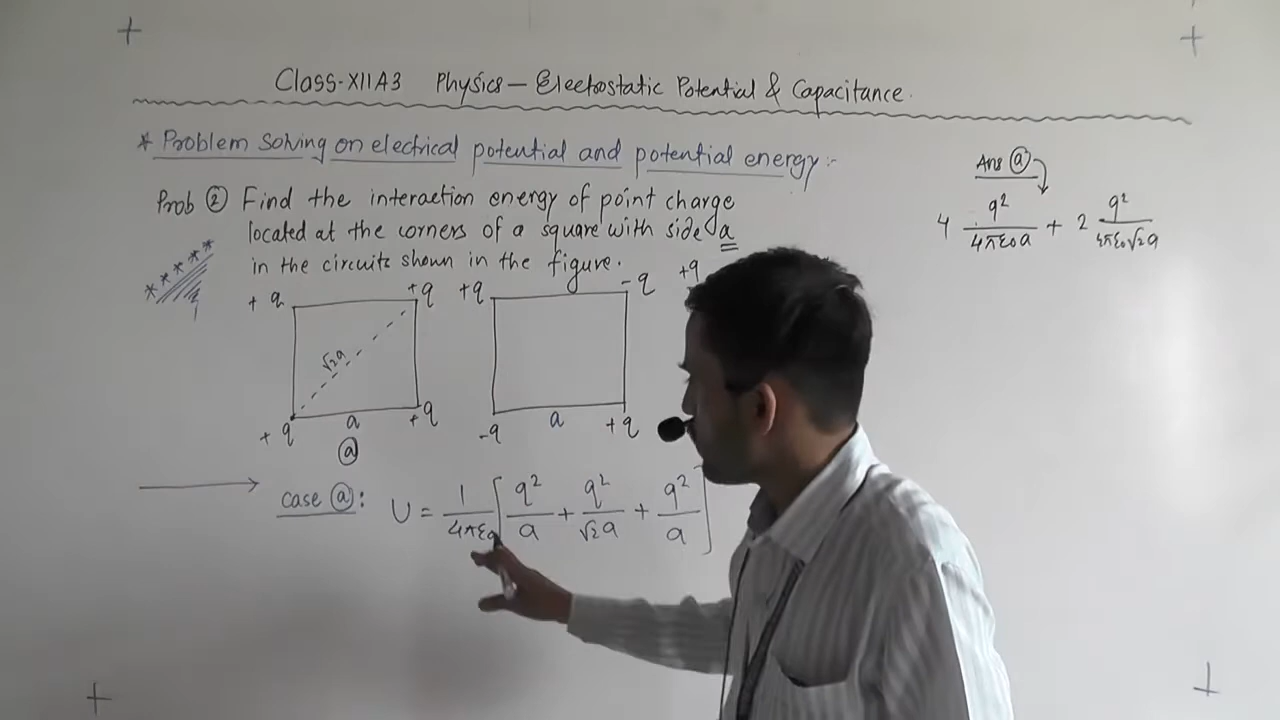 Class-XII A3 Physics — Electrostatic Potential & Capacitance.
* Problem Solving on electrical potential and potential energy :-
Prob ② Find the interaction energy of point charge
located at the corners of a square with side a
in the circuits shown in the figure.
*****
+q +q +q -q +q
√2a
+q a +q -q a +q
ⓐ
Case ⓐ: U = 1/4πε₀ [ q²/a + q²/√2a + q²/a ]
Ans ⓐ
4 q²/4πε₀a + 2 q²/4πε₀√2a